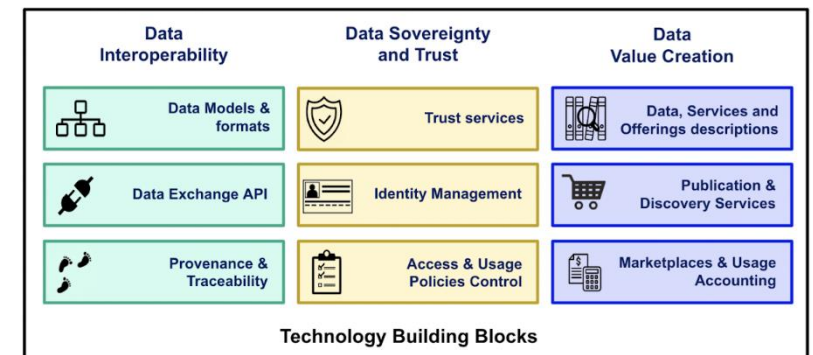 Data
Interoperability
Data Sovereignty
and Trust
Data
Value Creation
Data Models &
formats
Trust services
Data, Services and
Offerings descriptions
Data Exchange API
Identity Management
Publication &
Discovery Services
Provenance &
Traceability
Access & Usage
Policies Control
Marketplaces & Usage
Accounting
Technology Building Blocks